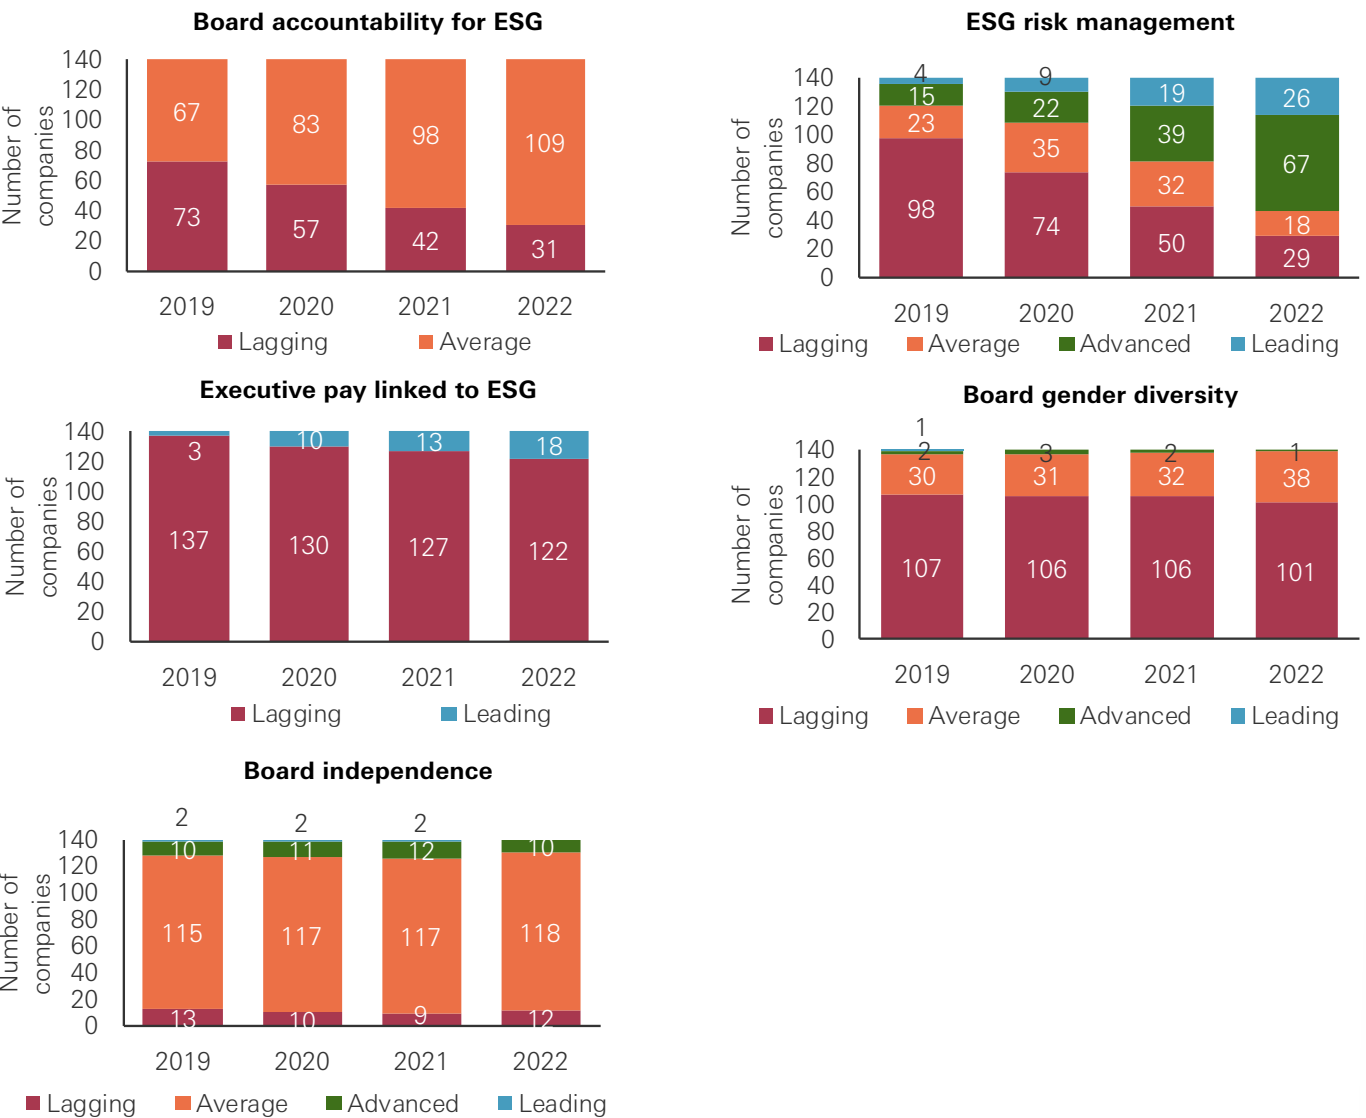 Board accountability for ESG
Number of
companies
140
120
100
80
60
40
20
0
67
83
98
109
73
57
42
31
2019 2020 2021 2022
Lagging Average
ESG risk management
Number of
companies
140
120
100
80
60
40
20
0
4 9 19 26
15 22 39 67
23 35 32 18
98 74 50 29
2019 2020 2021 2022
Lagging Average Advanced Leading
Executive pay linked to ESG
Number of
companies
140
120
100
80
60
40
20
0
3 10 13 18
137 130 127 122
2019 2020 2021 2022
Lagging Leading
Board gender diversity
Number of
companies
140
120
100
80
60
40
20
0
1
2 3 2 1
30 31 32 38
107 106 106 101
2019 2020 2021 2022
Lagging Average Advanced Leading
Board independence
Number of
companies
140
120
100
80
60
40
20
0
2 2 2
10 11 12 10
115 117 117 118
13 10 9 12
2019 2020 2021 2022
Lagging Average Advanced Leading